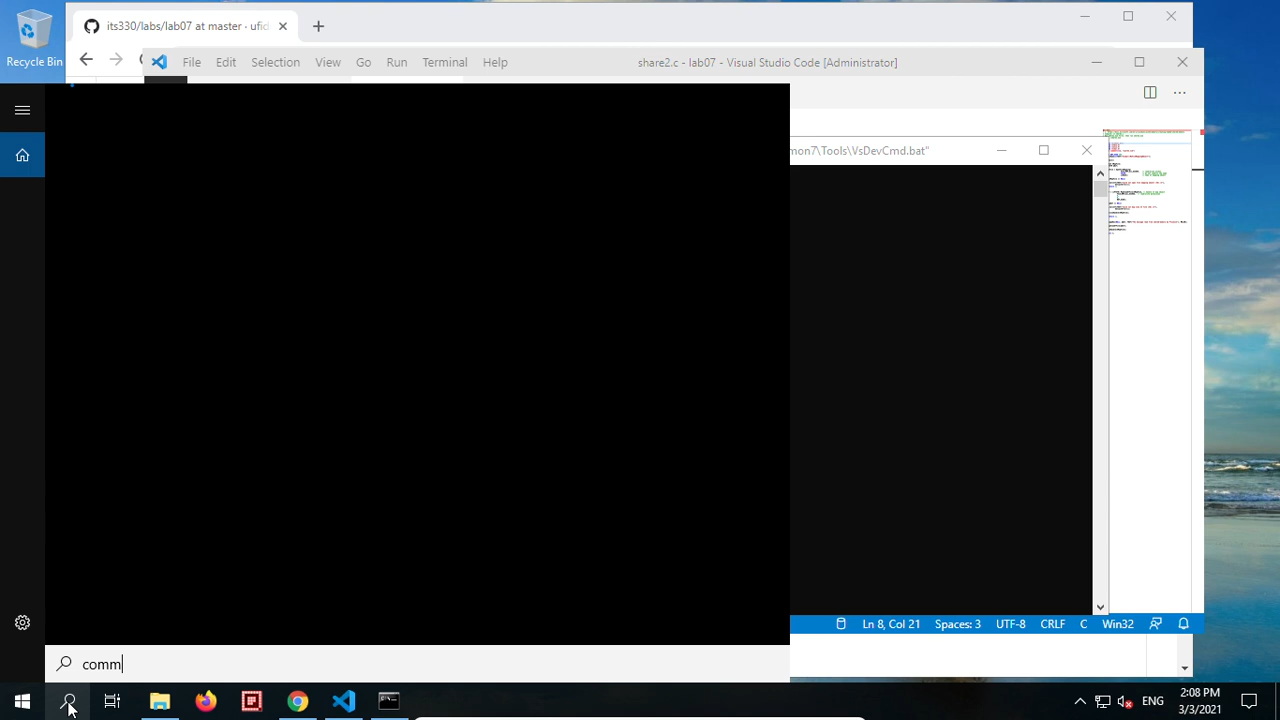 its330/labs/lab07 at master · ufid
Recycle Bin
File Edit Selection View Go Run Terminal Help
share2.c - lab07 - Visual Studio Code [Administrator]
mon7\Tools\VsDevCmd.bat"
Ln 8, Col 21 Spaces: 3 UTF-8 CRLF C Win32
comm
ENG
2:08 PM
3/3/2021